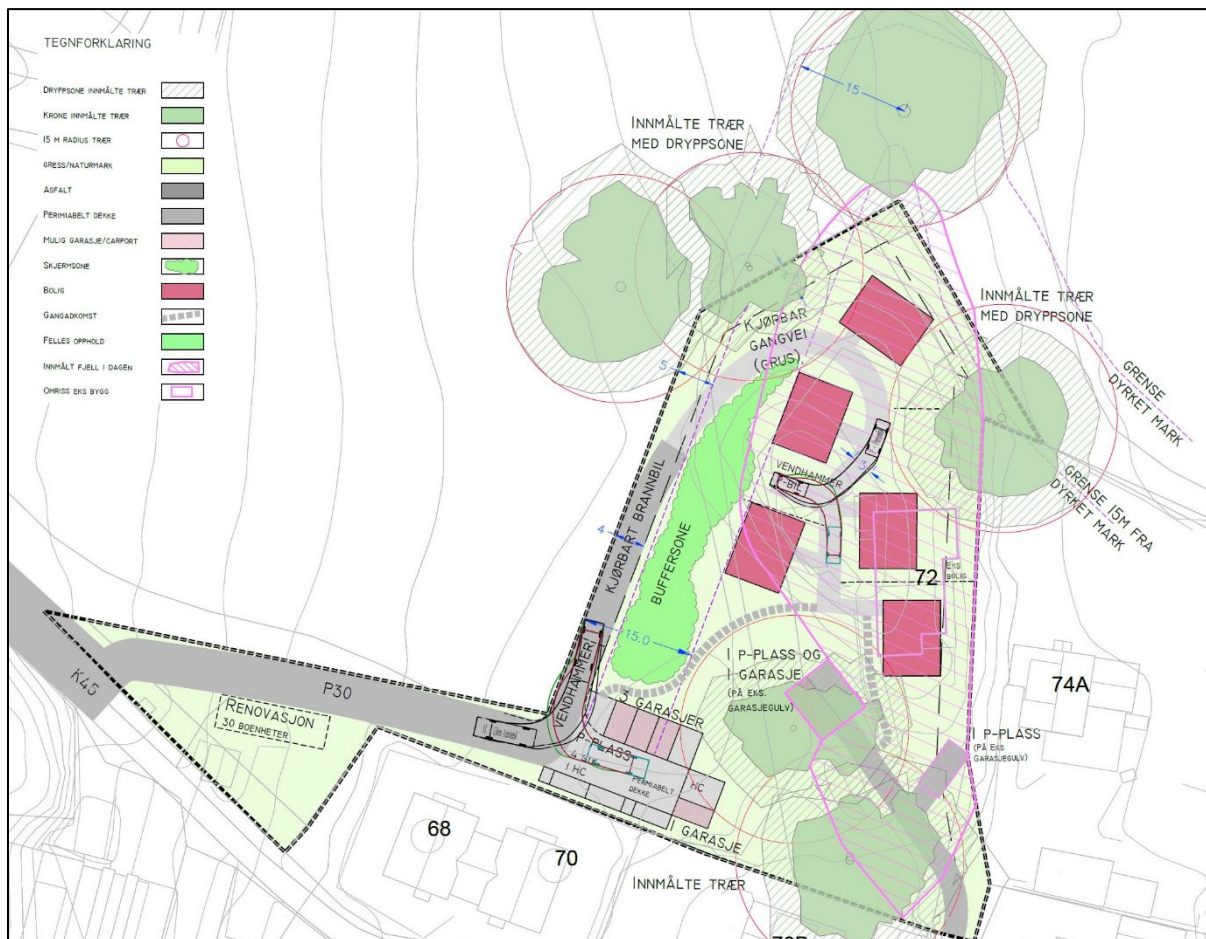 TEGNFORKLARING
DRYPPSONE INNMÅLTE TRÆR
KRONE INNMÅLTE TRÆR
15 M RADIUS TRÆR
GRESS/NATURMARK
ASFALT
PERIMIABELT DEKKE
MULIG GARASJE/CARPORT
SKJERMSONE
BOLIG
GANGADKOMST
FELLES OPPHOLD
INNMÅLT FJELL I DAGEN
OMRISS EKS BYGG
15
INNMÅLTE TRÆR
MED DRYPPSONE
INNMÅLTE TRÆR
MED DRYPPSONE
GRENSE
DYRKET MARK
GRENSE 15M FRA
DYRKET MARK
KJØRBAR
GANGVEI
(GRUS)
5
3
VENDHAMMER
P-BIL
KJØRBART BRANNBIL
4
BUFFERSONE
15.0
VENDHAMMER
72
EKS
BOLIG
74A
1 P-PLASS OG
GARASJE
(PÅ EKS.
GARASJEGULV)
1 P-PLASS
(PÅ EKS
GARASJEGULV)
3 GARASJER
P-PLASS
4 STK
1 HC
HC
PERMIABELT
DEKKE
1 GARASJE
K45
P30
RENOVASJON
30 BOENHETER
68
70
INNMÅLTE TRÆR